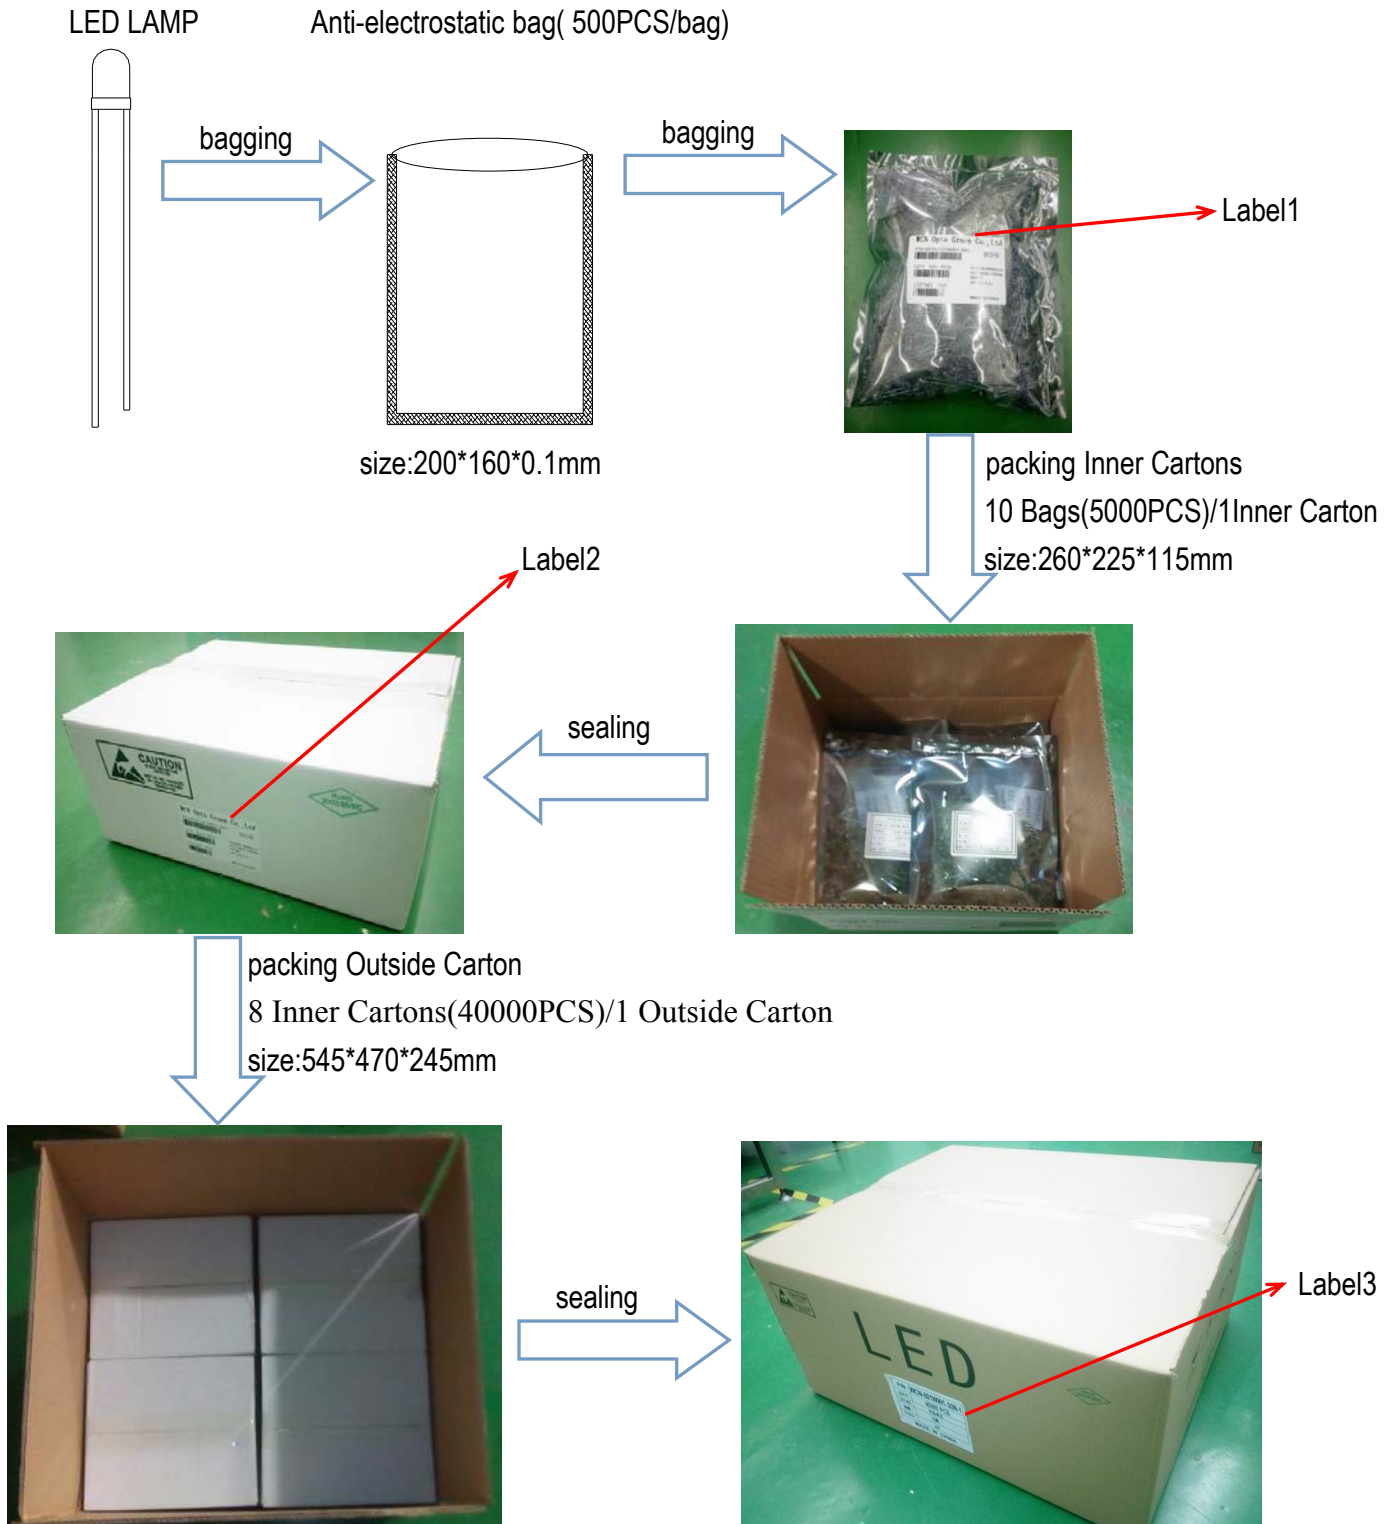 LED LAMP
Anti-electrostatic bag( 500PCS/bag)
bagging
bagging
Label1
size:200*160*0.1mm
packing Inner Cartons
10 Bags(5000PCS)/1Inner Carton
size:260*225*115mm
Label2
sealing
CAUTION
packing Outside Carton
8 Inner Cartons(40000PCS)/1 Outside Carton
size:545*470*245mm
sealing
Label3
LED